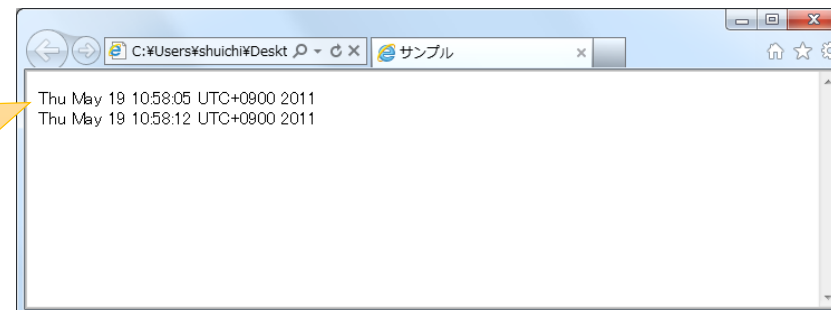 C:¥Users¥shuichi¥Deskt
サンプル
Thu May 19 10:58:05 UTC+0900 2011
Thu May 19 10:58:12 UTC+0900 2011